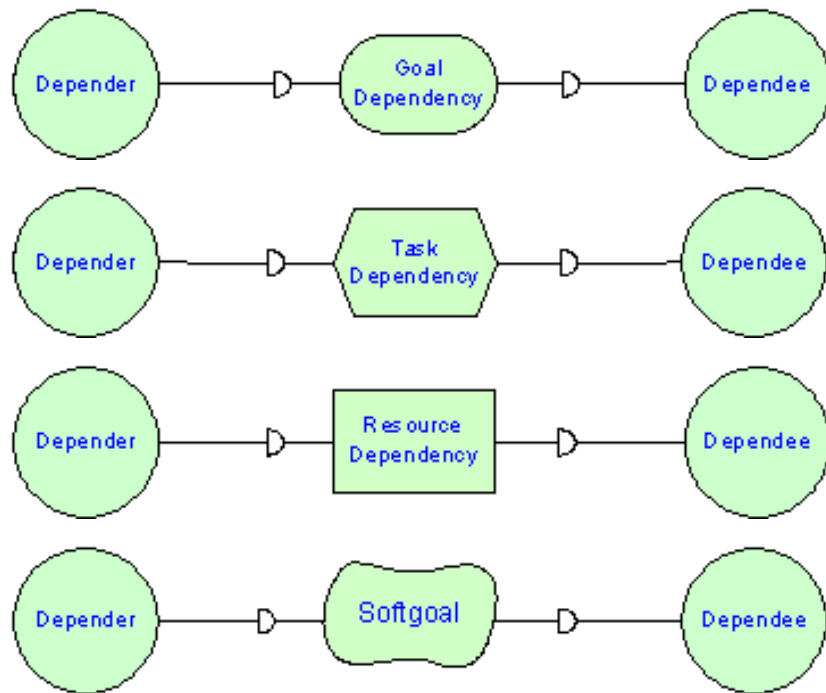 Depender
Goal
Dependency
Dependee
Depender
Task
Dependency
Dependee
Depender
Resource
Dependency
Dependee
Depender
Softgoal
Dependee